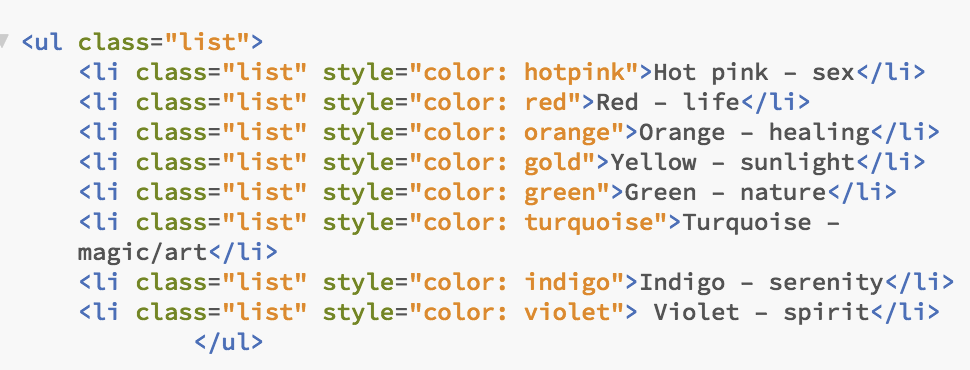 <ul class="list">
<li class="list" style="color: hotpink">Hot pink – sex</li>
<li class="list" style="color: red">Red – life</li>
<li class="list" style="color: orange">Orange – healing</li>
<li class="list" style="color: gold">Yellow – sunlight</li>
<li class="list" style="color: green">Green – nature</li>
<li class="list" style="color: turquoise">Turquoise –
magic/art</li>
<li class="list" style="color: indigo">Indigo – serenity</li>
<li class="list" style="color: violet"> Violet – spirit</li>
</ul>